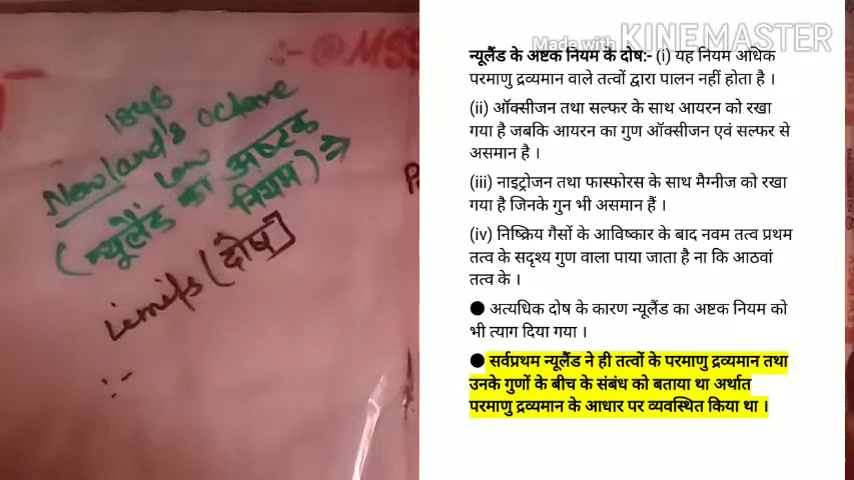 :- @MSS
1846
Newland's octave
Law
(न्यूलैंड का अष्टक
नियम) ⇒
Limits (दोष]
:-
Made with KINEMASTER
न्यूलैंड के अष्टक नियम के दोष:- (i) यह नियम अधिक
परमाणु द्रव्यमान वाले तत्वों द्वारा पालन नहीं होता है ।
(ii) ऑक्सीजन तथा सल्फर के साथ आयरन को रखा
गया है जबकि आयरन का गुण ऑक्सीजन एवं सल्फर से
असमान है ।
(iii) नाइट्रोजन तथा फास्फोरस के साथ मैग्नीज को रखा
गया है जिनके गुन भी असमान हैं ।
(iv) निष्क्रिय गैसों के आविष्कार के बाद नवम तत्व प्रथम
तत्व के सदृश्य गुण वाला पाया जाता है ना कि आठवां
तत्व के ।
● अत्यधिक दोष के कारण न्यूलैंड का अष्टक नियम को
भी त्याग दिया गया ।
● सर्वप्रथम न्यूलैंड ने ही तत्वों के परमाणु द्रव्यमान तथा
उनके गुणों के बीच के संबंध को बताया था अर्थात
परमाणु द्रव्यमान के आधार पर व्यवस्थित किया था ।